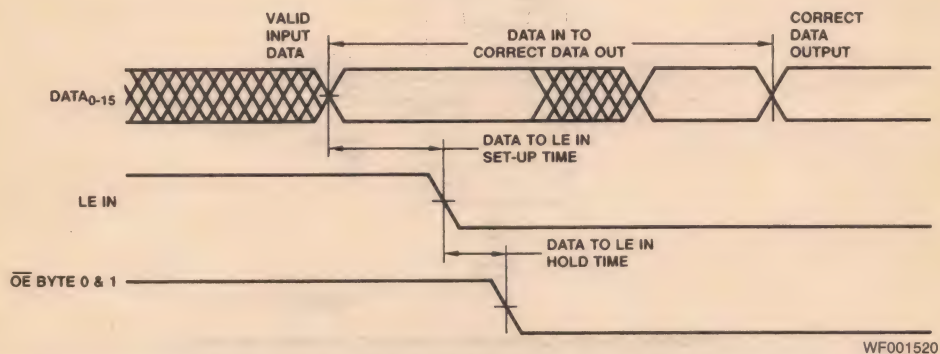 VALID
INPUT
DATA
DATA IN TO
CORRECT DATA OUT
CORRECT
DATA
OUTPUT
DATA0-15
DATA TO LE IN
SET-UP TIME
LE IN
DATA TO LE IN
HOLD TIME
OE BYTE 0 & 1
WF001520